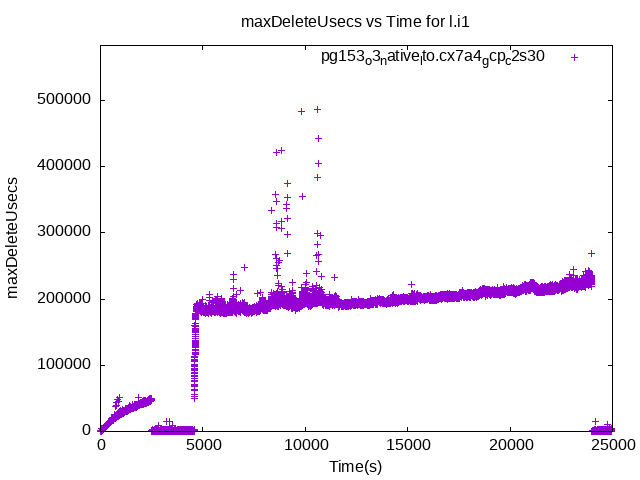 maxDeleteUsecs vs Time for l.i1
pg153o3native.lto.cx7a4gcpc2s30
500000
400000
300000
200000
100000
0
maxDeleteUsecs
0 5000 10000 15000 20000 25000
Time(s)